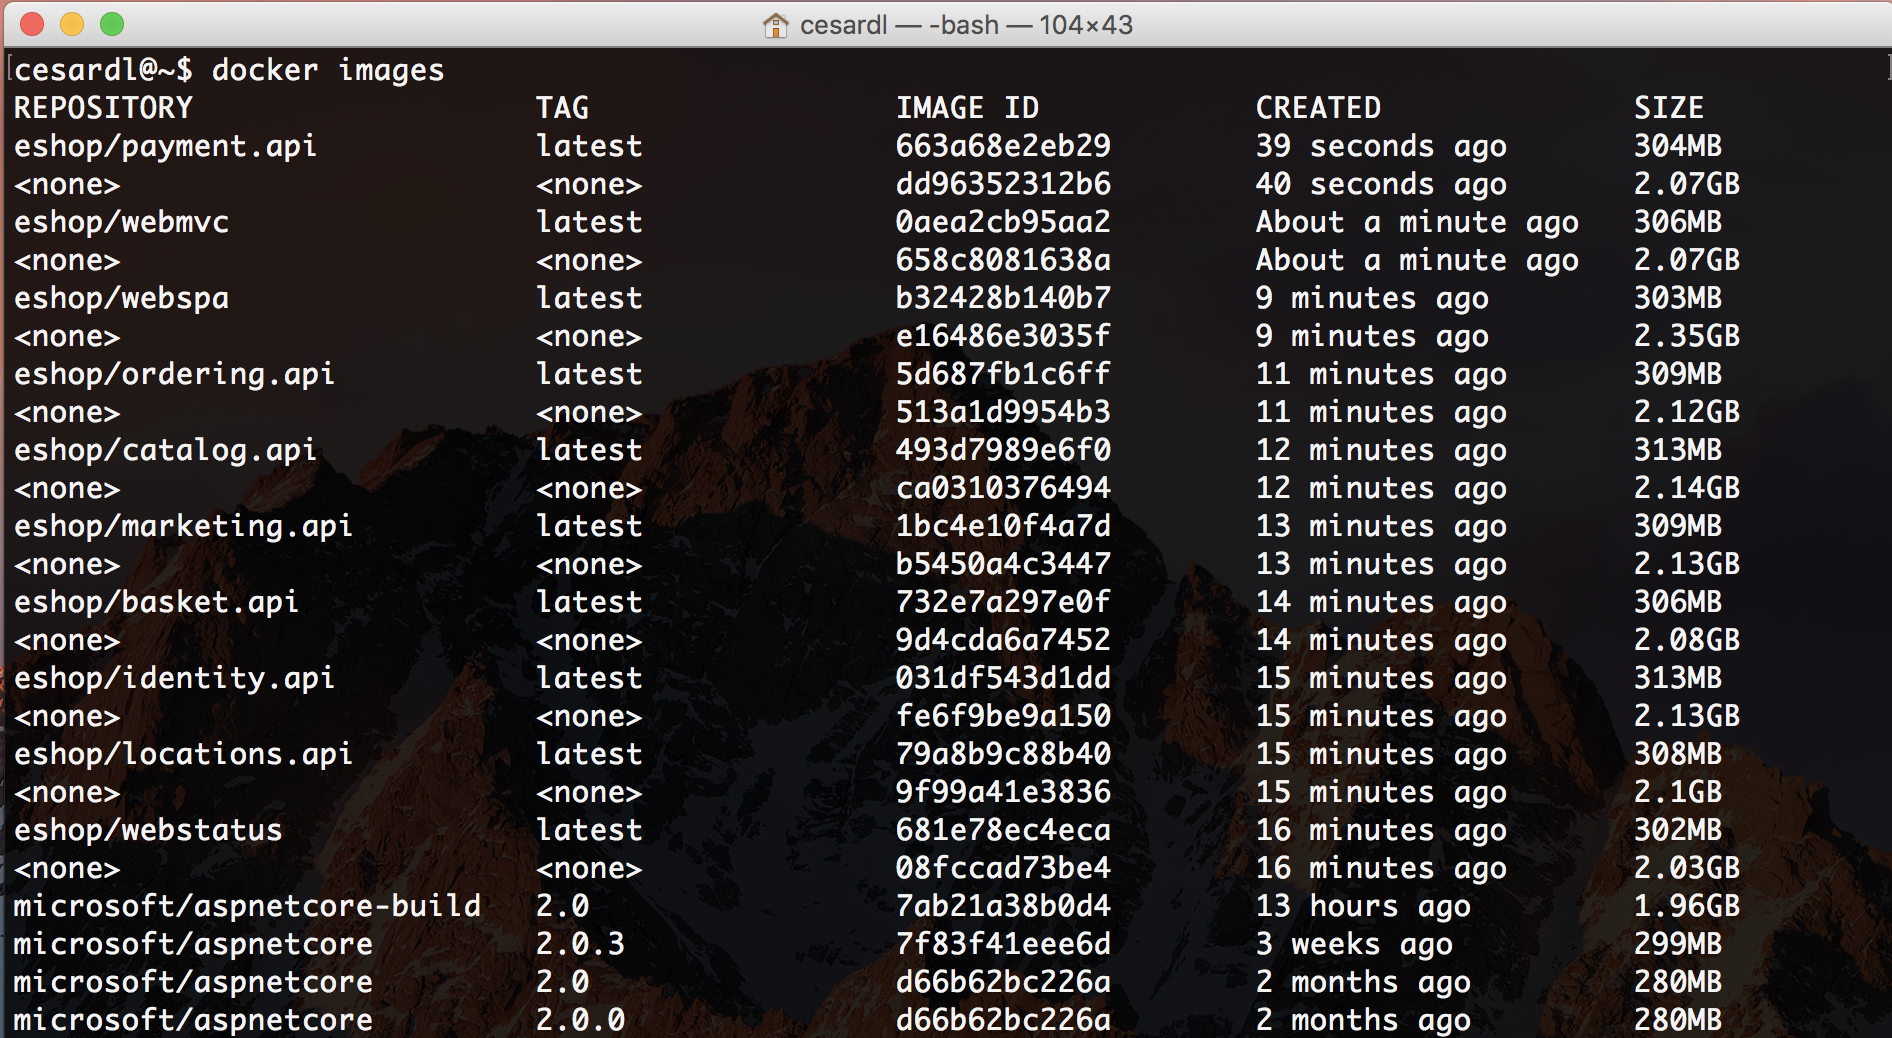 cesardl — -bash — 104×43
cesardl@~$ docker images
REPOSITORY TAG IMAGE ID CREATED SIZE
eshop/payment.api latest 663a68e2eb29 39 seconds ago 304MB
<none> <none> dd96352312b6 40 seconds ago 2.07GB
eshop/webmvc latest 0aea2cb95aa2 About a minute ago 306MB
<none> <none> 658c8081638a About a minute ago 2.07GB
eshop/webspa latest b32428b140b7 9 minutes ago 303MB
<none> <none> e16486e3035f 9 minutes ago 2.35GB
eshop/ordering.api latest 5d687fb1c6ff 11 minutes ago 309MB
<none> <none> 513a1d9954b3 11 minutes ago 2.12GB
eshop/catalog.api latest 493d7989e6f0 12 minutes ago 313MB
<none> <none> ca0310376494 12 minutes ago 2.14GB
eshop/marketing.api latest 1bc4e10f4a7d 13 minutes ago 309MB
<none> <none> b5450a4c3447 13 minutes ago 2.13GB
eshop/basket.api latest 732e7a297e0f 14 minutes ago 306MB
<none> <none> 9d4cda6a7452 14 minutes ago 2.08GB
eshop/identity.api latest 031df543d1dd 15 minutes ago 313MB
<none> <none> fe6f9be9a150 15 minutes ago 2.13GB
eshop/locations.api latest 79a8b9c88b40 15 minutes ago 308MB
<none> <none> 9f99a41e3836 15 minutes ago 2.1GB
eshop/webstatus latest 681e78ec4eca 16 minutes ago 302MB
<none> <none> 08fccad73be4 16 minutes ago 2.03GB
microsoft/aspnetcore-build 2.0 7ab21a38b0d4 13 hours ago 1.96GB
microsoft/aspnetcore 2.0.3 7f83f41eee6d 3 weeks ago 299MB
microsoft/aspnetcore 2.0 d66b62bc226a 2 months ago 280MB
microsoft/aspnetcore 2.0.0 d66b62bc226a 2 months ago 280MB